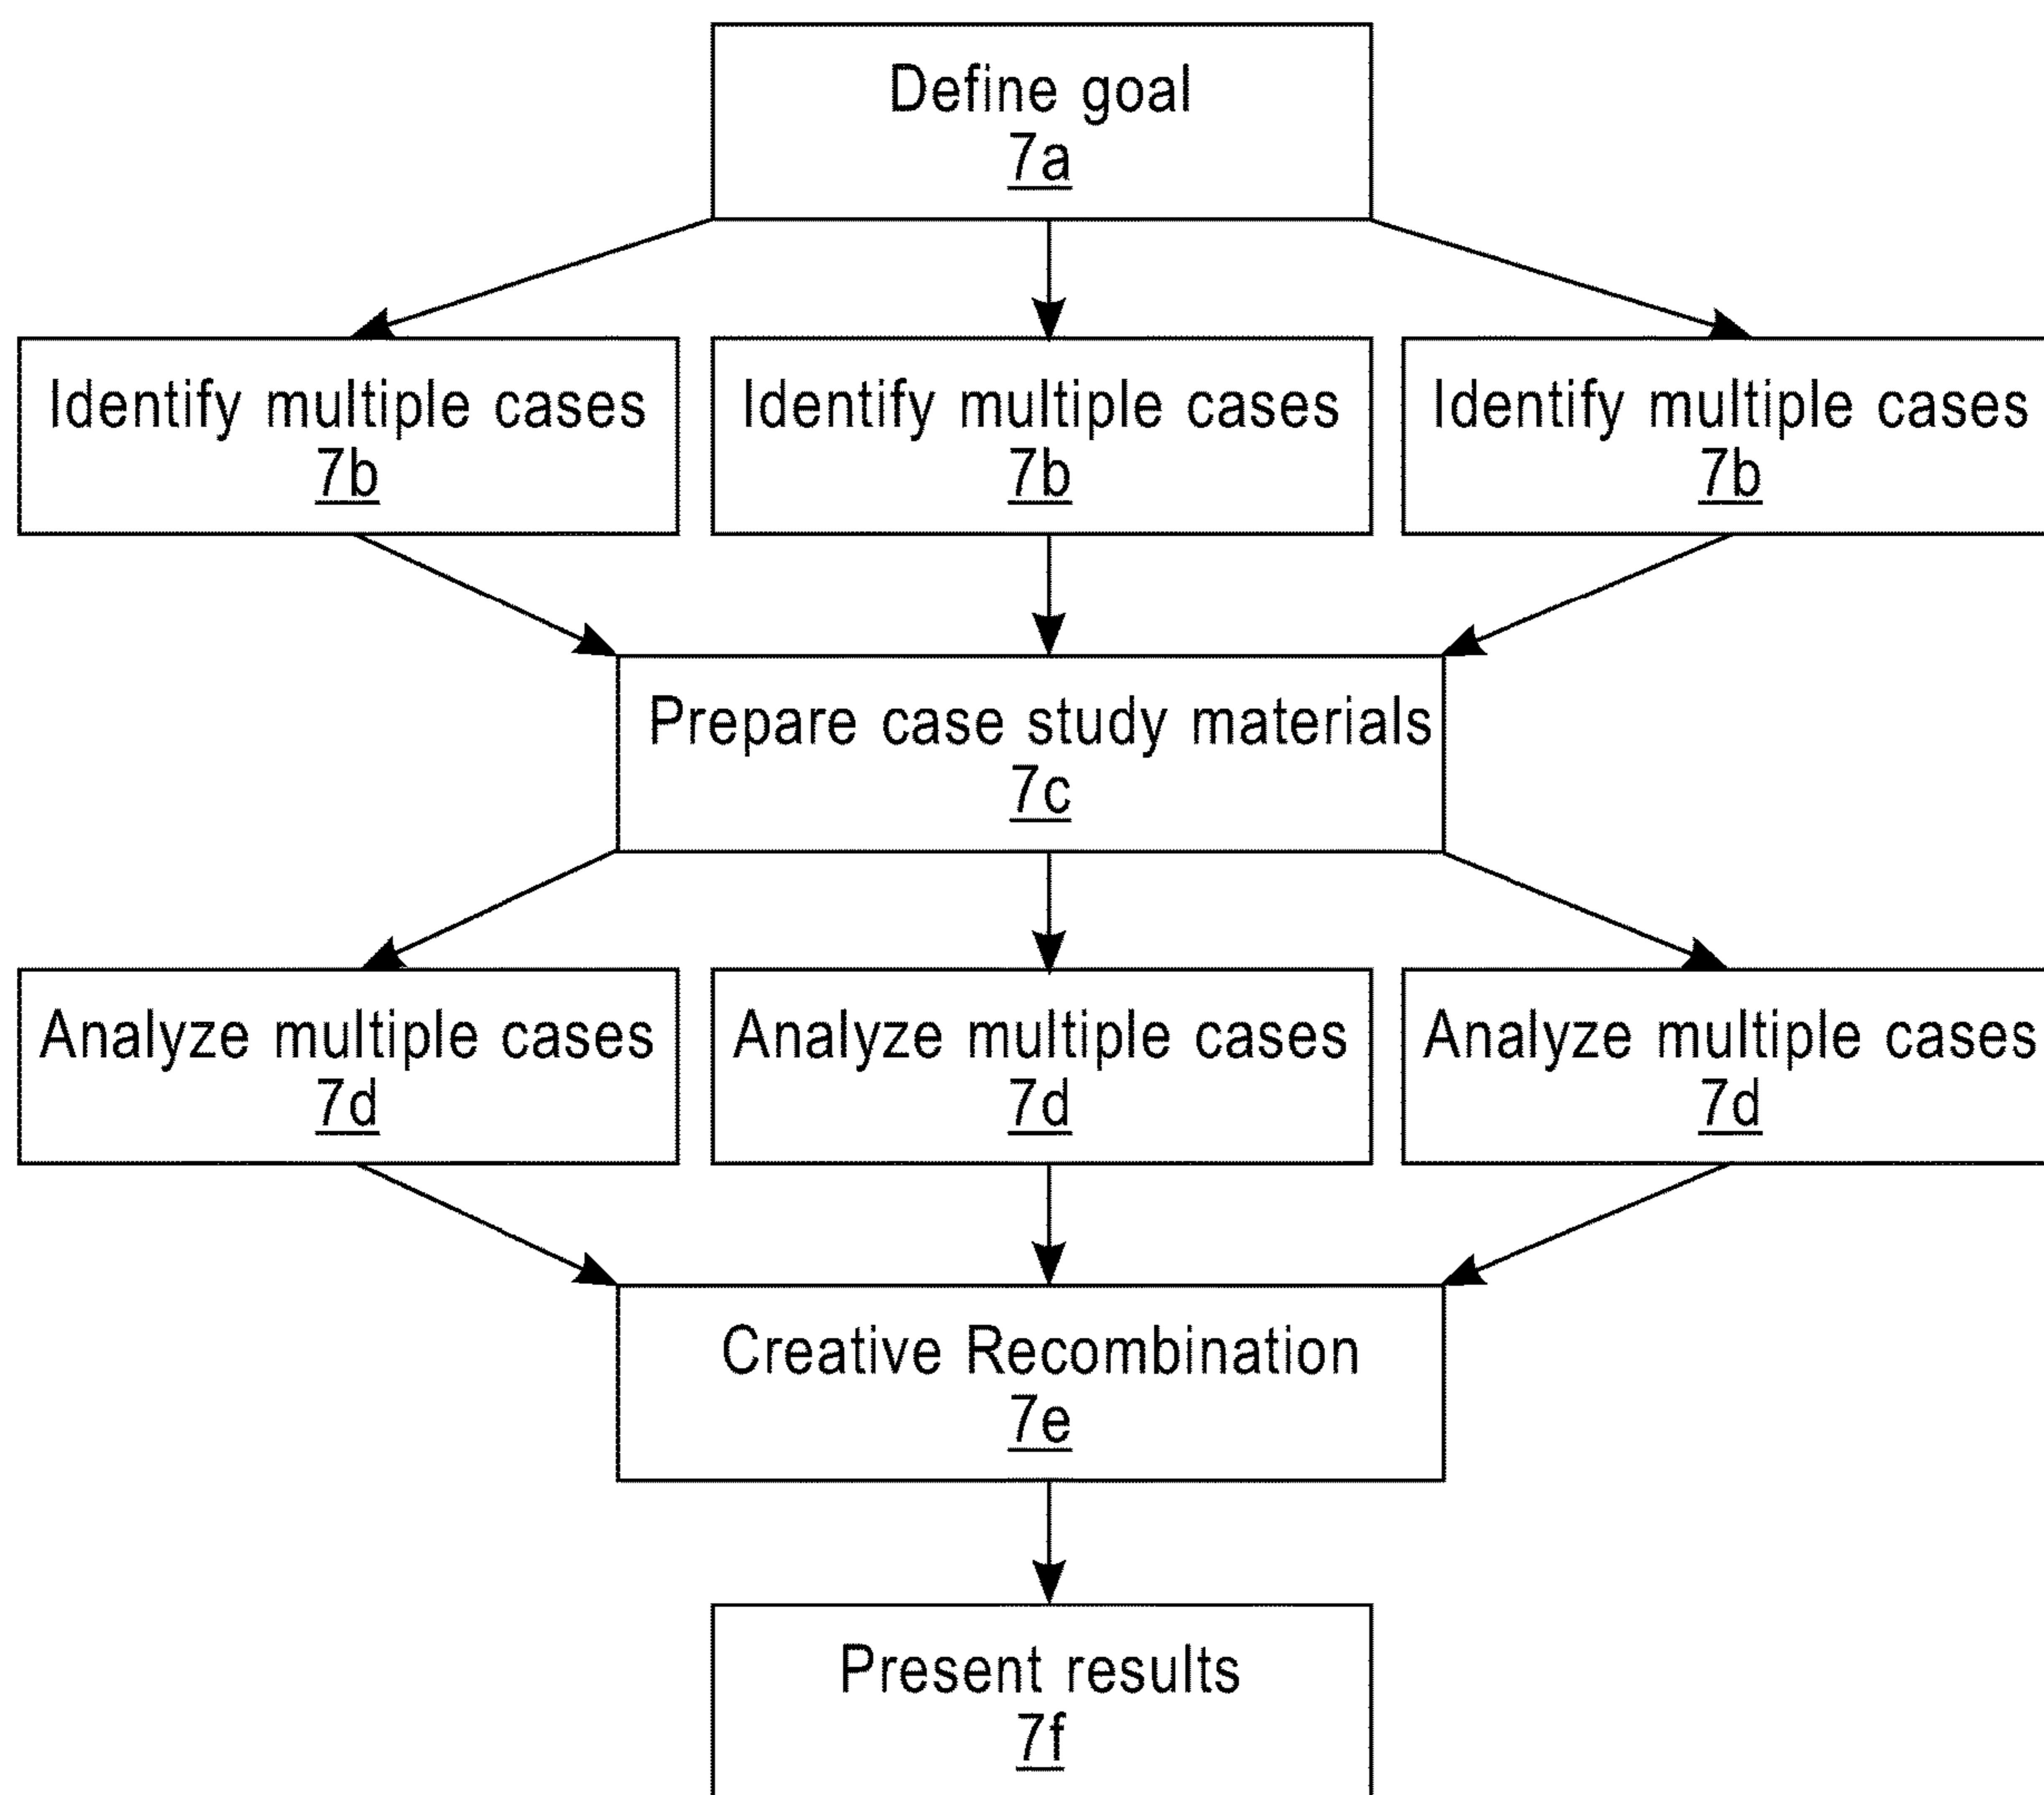 Define goal
7a
Identify multiple cases
7b
Identify multiple cases
7b
Identify multiple cases
7b
Prepare case study materials
7c
Analyze multiple cases
7d
Analyze multiple cases
7d
Analyze multiple cases
7d
Creative Recombination
7e
Present results
7f